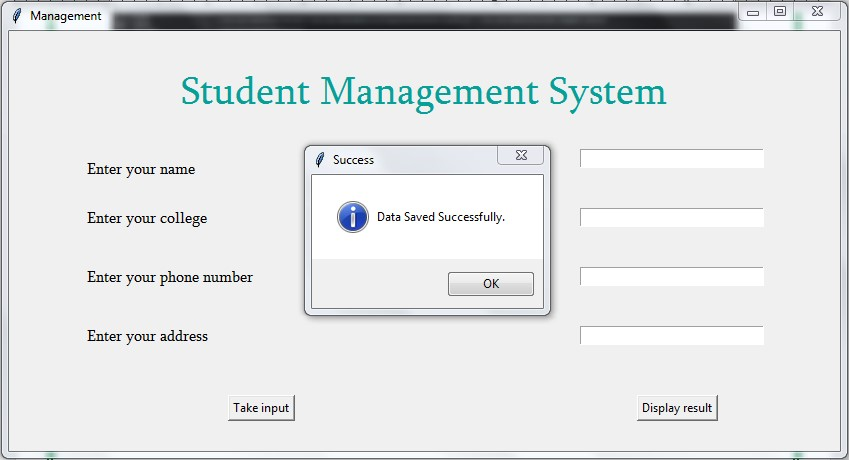 Management
Student Management System
Success
Enter your name
Data Saved Successfully.
Enter your college
Enter your phone number
OK
Enter your address
Take input
Display result